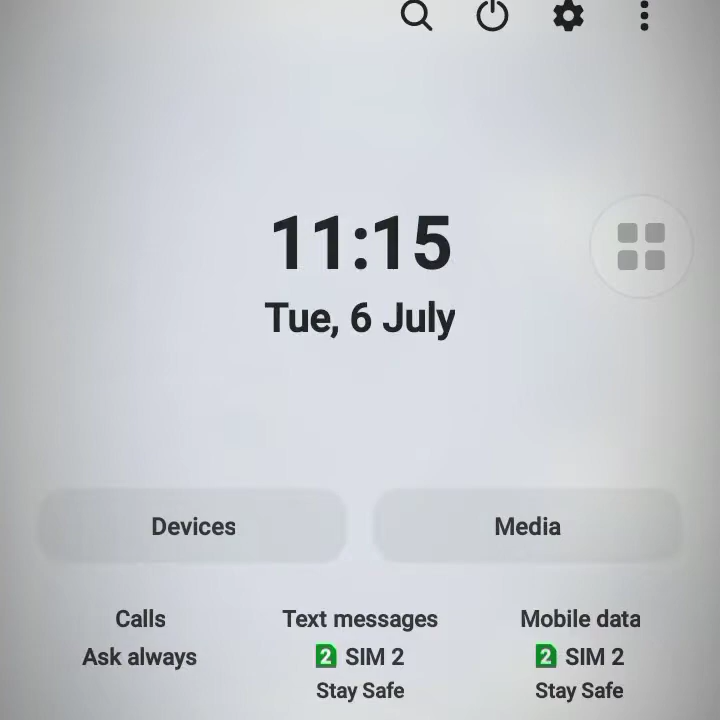 11:15
Tue, 6 July
Devices
Media
Calls
Text messages
Mobile data
Ask always
2 SIM 2
2 SIM 2
Stay Safe
Stay Safe